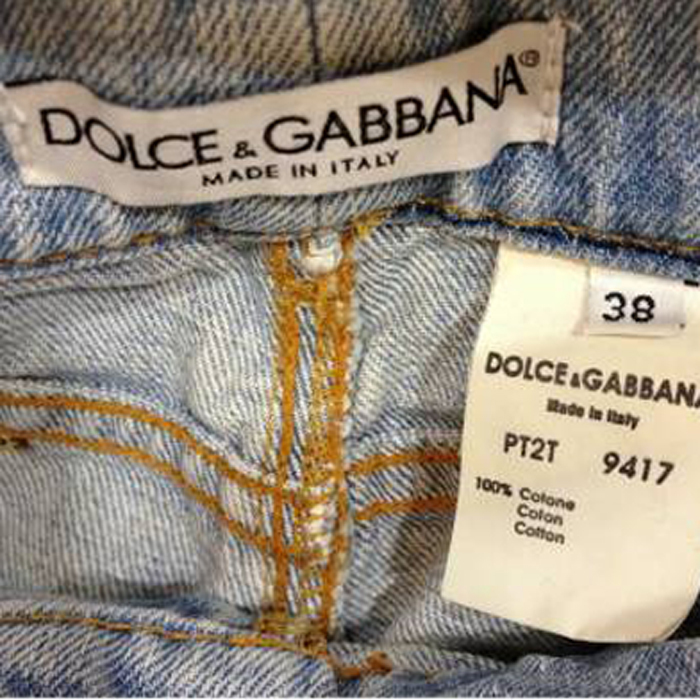 DOLCE & GABBANA®
MADE IN ITALY
38
DOLCE&GABBANA
Made in Italy
PT2T 9417
100% Cotone
Coton
Cotton